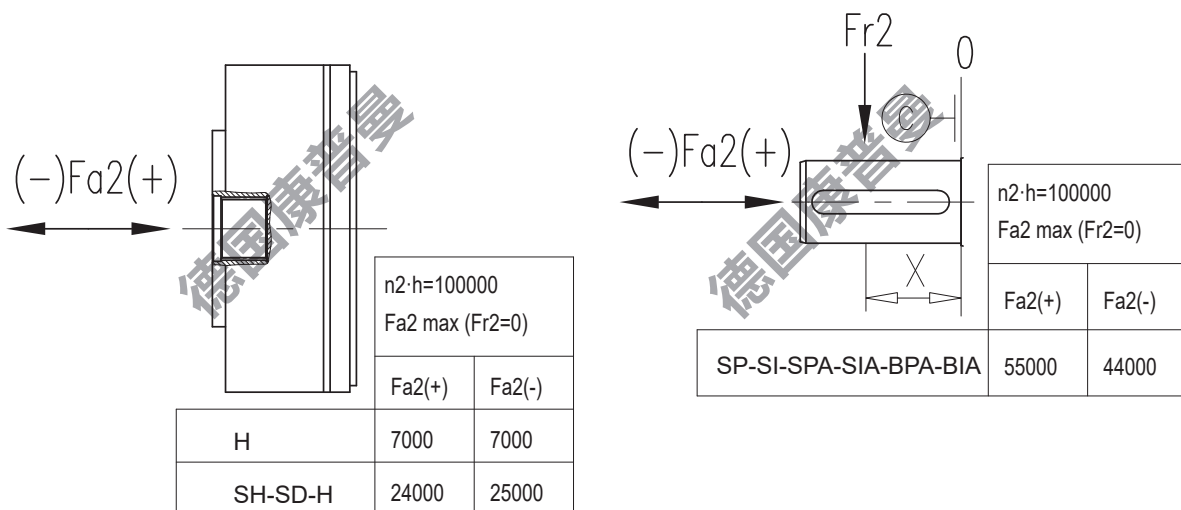 (-)Fa2(+)
德国康普曼
n2·h=100000
Fa2 max (Fr2=0)
Fa2(+) Fa2(-)
H 7000 7000
SH-SD-H 24000 25000
Fr2
0
C
(-)Fa2(+)
X
德国康普曼
n2·h=100000
Fa2 max (Fr2=0)
Fa2(+) Fa2(-)
SP-SI-SPA-SIA-BPA-BIA 55000 44000